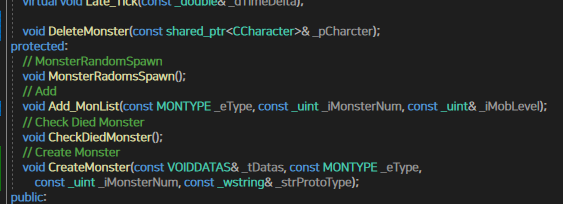 virtual void Late_Tick(const _double& _dTimeDelta);
void DeleteMonster(const shared_ptr<CCharacter>& _pCharcter);
protected:
// MonsterRandomSpawn
void MonsterRadomsSpawn();
// Add
void Add_MonList(const MONTYPE _eType, const _uint _iMonsterNum, const _uint& _iMobLevel);
// Check Died Monster
void CheckDiedMonster();
// Create Monster
void CreateMonster(const VOIDDATAS& _tDatas, const MONTYPE _eType,
const _uint _iMonsterNum, const _wstring& _strProtoType);
public: